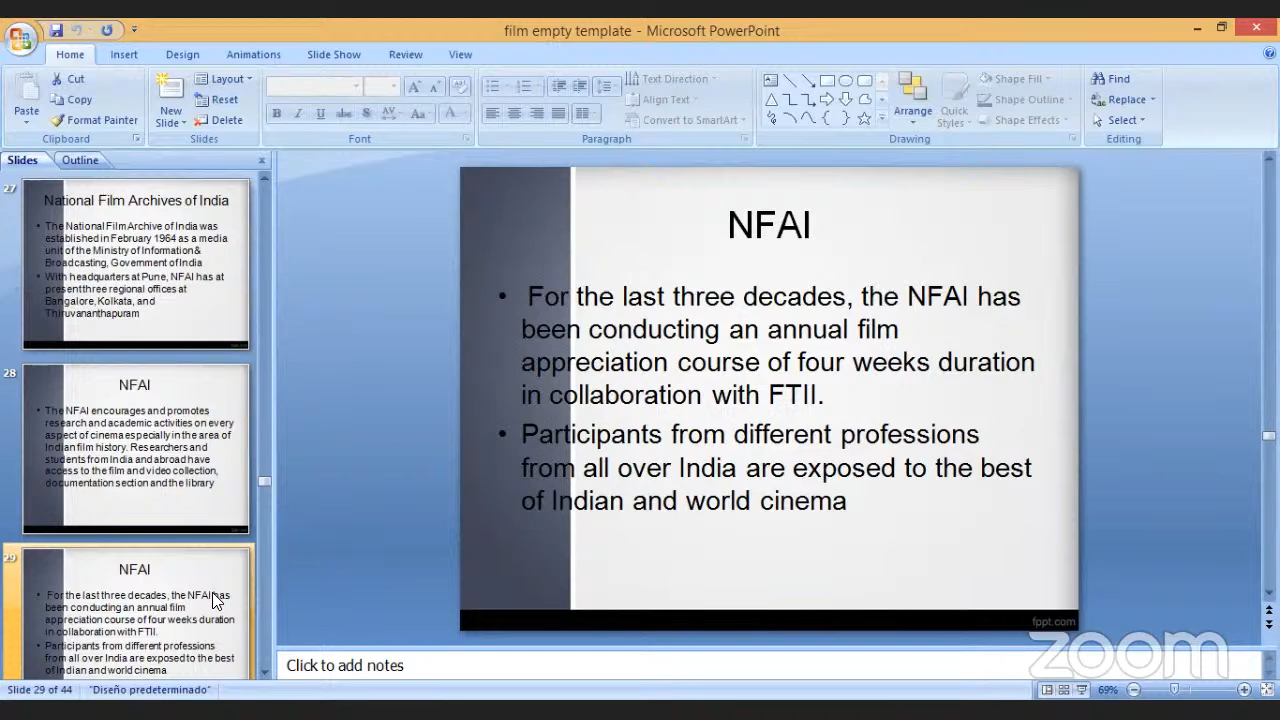 film empty template - Microsoft PowerPoint
Home Insert Design Slide Show Animations Review View
Cut
Copy
Format Painter
Paste
Clipboard
New
Slide
Layout
Reset
Delete
Slides
Font
Paragraph
Text Direction
Align Text
Convert to SmartArt
Arrange
Quick
Styles
Shape Fill
Shape Outline
Shape Effects
Drawing
Find
Replace
Select
Editing
Slides Outline
27
National Film Archives of India
• The National Film Archive of India was
established in February 1964 as a media
unit of the Ministry of Information&
Broadcasting, Government of India
• With headquarters at Pune, NFAI has at
presentthree regional offices at
Bangalore, Kolkata, and
Thiruvananthapuram
28
NFAI
• The NFAI encourages and promotes
research and academic activities on every
aspect of cinema especially in the area of
Indian film history. Researchers and
students from India and abroad have
access to the film and video collection,
documentation section and the library
29
NFAI
• For the last three decades, the NFAI has
been conducting an annual film
appreciation course of four weeks duration
in collaboration with FTII.
• Participants from different professions
from all over India are exposed to the best
of Indian and world cinema
NFAI
• For the last three decades, the NFAI has
been conducting an annual film
appreciation course of four weeks duration
in collaboration with FTII.
• Participants from different professions
from all over India are exposed to the best
of Indian and world cinema
fppt.com
zoom
Click to add notes
Slide 29 of 44 "Diseño predeterminado" 69%